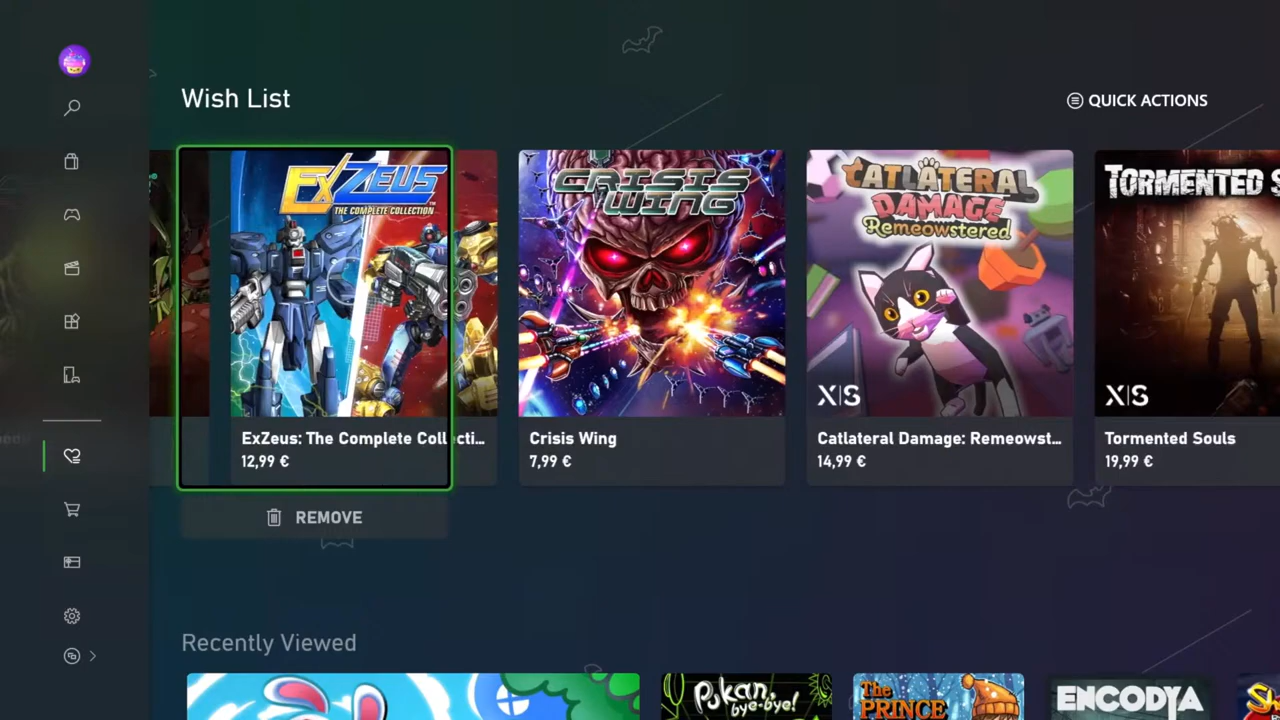 Wish List
QUICK ACTIONS
EXZEUS
THE COMPLETE COLLECTION
CRISIS
WING
CATLATERAL
DAMAGE
Remeowstered
TORMENTED S
X|S
X|S
ExZeus: The Complete Collecti...
12,99 €
Crisis Wing
7,99 €
Catlateral Damage: Remeowst...
14,99 €
Tormented Souls
19,99 €
REMOVE
Recently Viewed
Pukan,
bye-bye!
The
PRINCE
ENCODYA